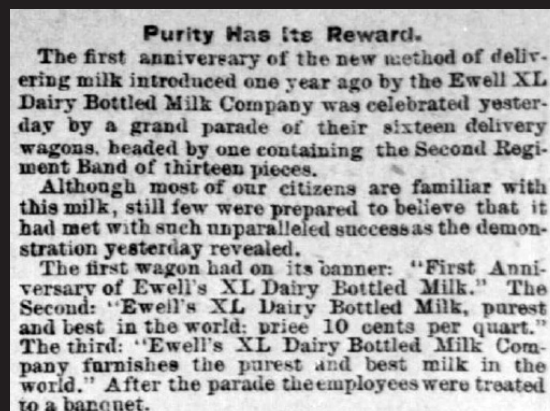 Purity Has Its Reward.
The first anniversary of the new method of deliv-
ering milk introduced one year ago by the Ewell XL
Dairy Bottled Milk Company was celebrated yester-
day by a grand parade of their sixteen delivery
wagons, headed by one containing the Second Regi-
ment Band of thirteen pieces.
Although most of our citizens are familiar with
this milk, still few were prepared to believe that it
had met with such unparalleled success as the demon-
stration yesterday revealed.
The first wagon had on its banner: "First Anni-
versary of Ewell's XL Dairy Bottled Milk." The
Second: "Ewell's XL Dairy Bottled Milk, purest
and best in the world; price 10 cents per quart."
The third: "Ewell's XL Dairy Bottled Milk Com-
pany furnishes the purest and best milk in the
world." After the parade the employees were treated
to a banquet.